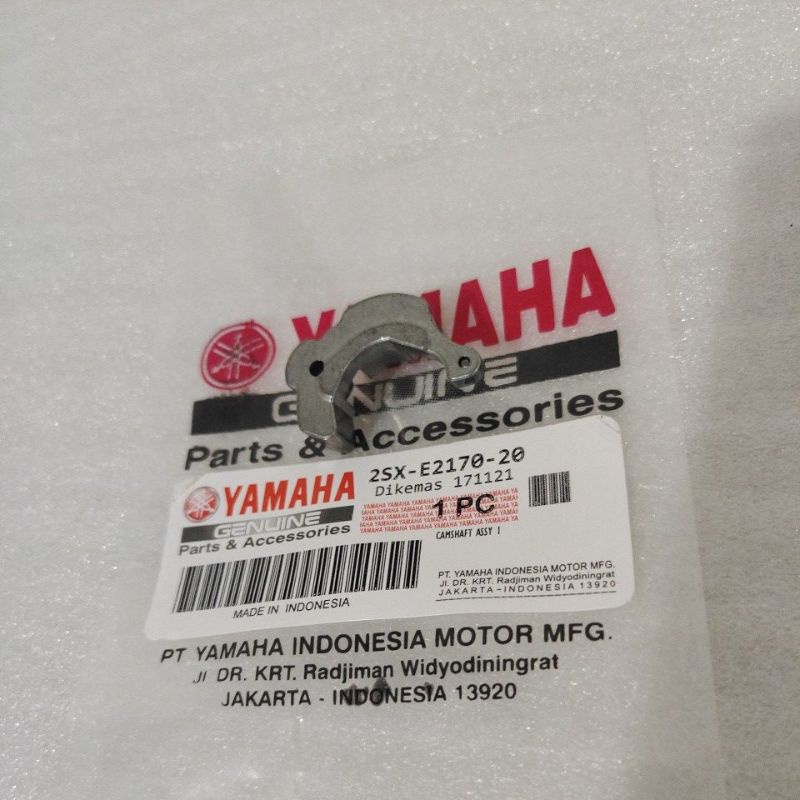 YAMAHA
GENUINE
Parts & Accessories
YAMAHA
GENUINE
Parts & Accessories
2SX-E2170-20
Dikemas 171121
1 PC
CAMSHAFT ASSY 1
MADE IN INDONESIA
PT. YAMAHA INDONESIA MOTOR MFG.
Jl. DR. KRT. Radjiman Widyodiningrat
JAKARTA-INDONESIA 13920
PT YAMAHA INDONESIA MOTOR MFG.
Jl DR. KRT. Radjiman Widyodiningrat
JAKARTA - INDONESIA 13920